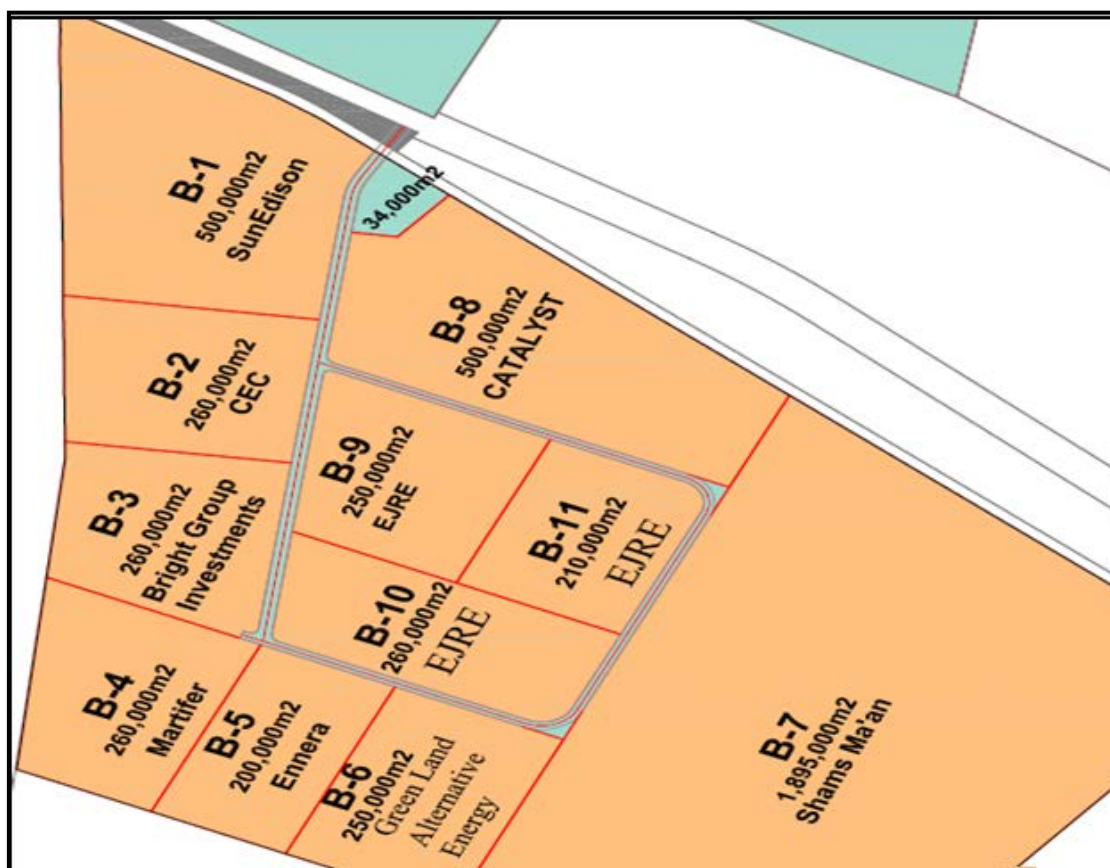 B-1
500,000m2
SunEdison
34,000m2
B-8
500,000m2
CATALYST
B-2
260,000m2
CEC
B-9
250,000m2
EJRE
B-3
260,000m2
Bright Group
Investments
B-11
210,000m2
EJRE
B-10
260,000m2
EJRE
B-4
260,000m2
Martifer
B-5
200,000m2
Ennera
B-6
250,000m2
Green Land
Alternative
Energy
B-7
1,895,000m2
Shams Ma'an